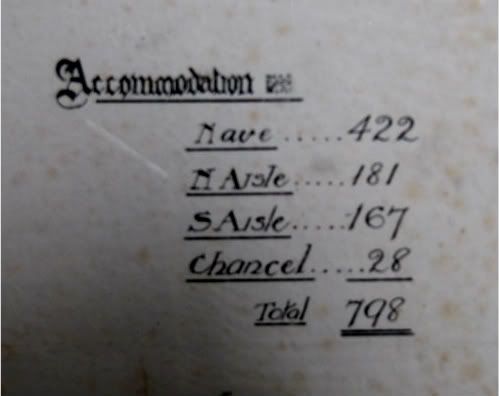 Accommodation
Nave ..... 422
N Aisle ..... 181
S Aisle ..... 167
Chancel ..... 28
Total 798